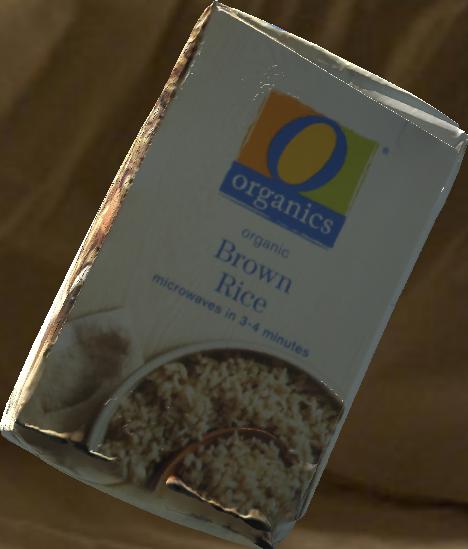 O
organics
organic
Brown
Rice
microwaves in 3-4 minutes